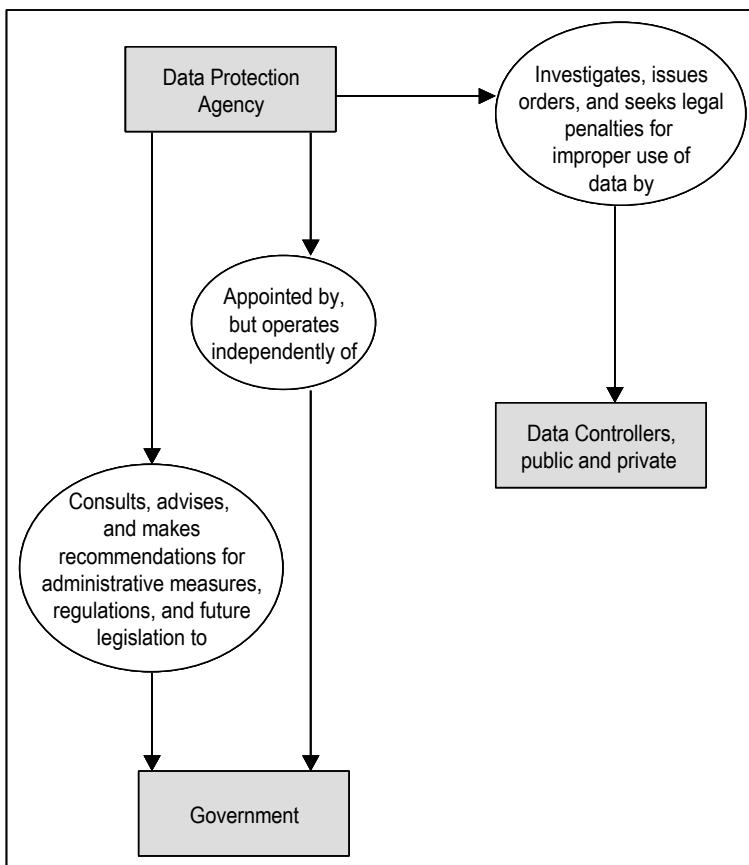 Data Protection
Agency
Investigates, issues
orders, and seeks legal
penalties for
improper use of
data by
Appointed by,
but operates
independently of
Data Controllers,
public and private
Consults, advises,
and makes
recommendations for
administrative measures,
regulations, and future
legislation to
Government